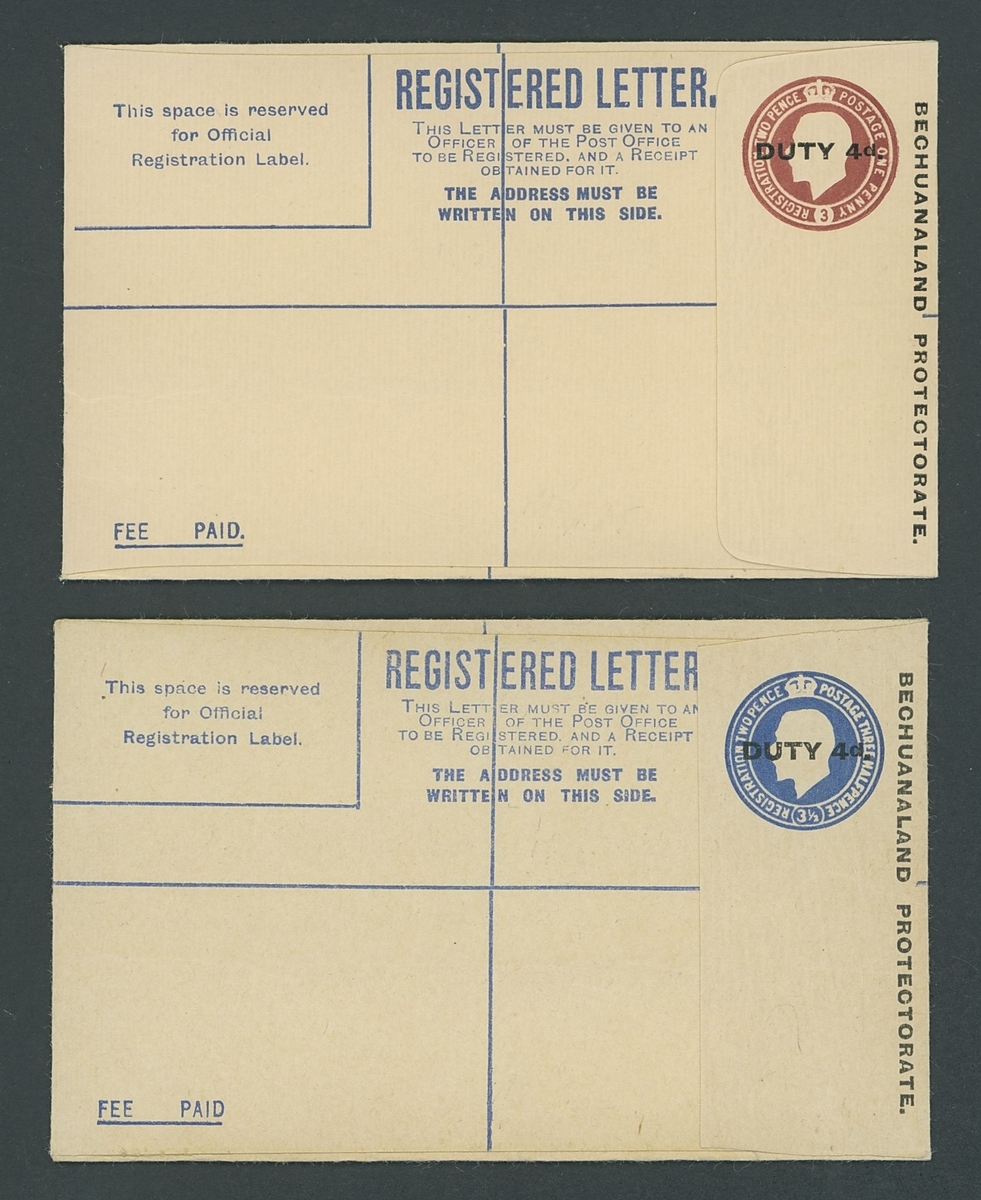 This space is reserved
for Official
Registration Label.
REGISTERED LETTER.
THIS LETTER MUST BE GIVEN TO AN
OFFICER OF THE POST OFFICE
TO BE REGISTERED, AND A RECEIPT
OBTAINED FOR IT.
THE ADDRESS MUST BE
WRITTEN ON THIS SIDE.
REGISTRATION TWO PENCE POSTAGE ONE PENNY
3
DUTY 4d.
BECHUANALAND PROTECTORATE.
FEE PAID.
This space is reserved
for Official
Registration Label.
REGISTERED LETTER
THIS LETTER MUST BE GIVEN TO AN
OFFICER OF THE POST OFFICE
TO BE REGISTERED, AND A RECEIPT
OBTAINED FOR IT.
THE ADDRESS MUST BE
WRITTEN ON THIS SIDE.
REGISTRATION TWO PENCE POSTAGE THREE HALFPENCE
3½
DUTY 4d.
BECHUANALAND PROTECTORATE.
FEE PAID